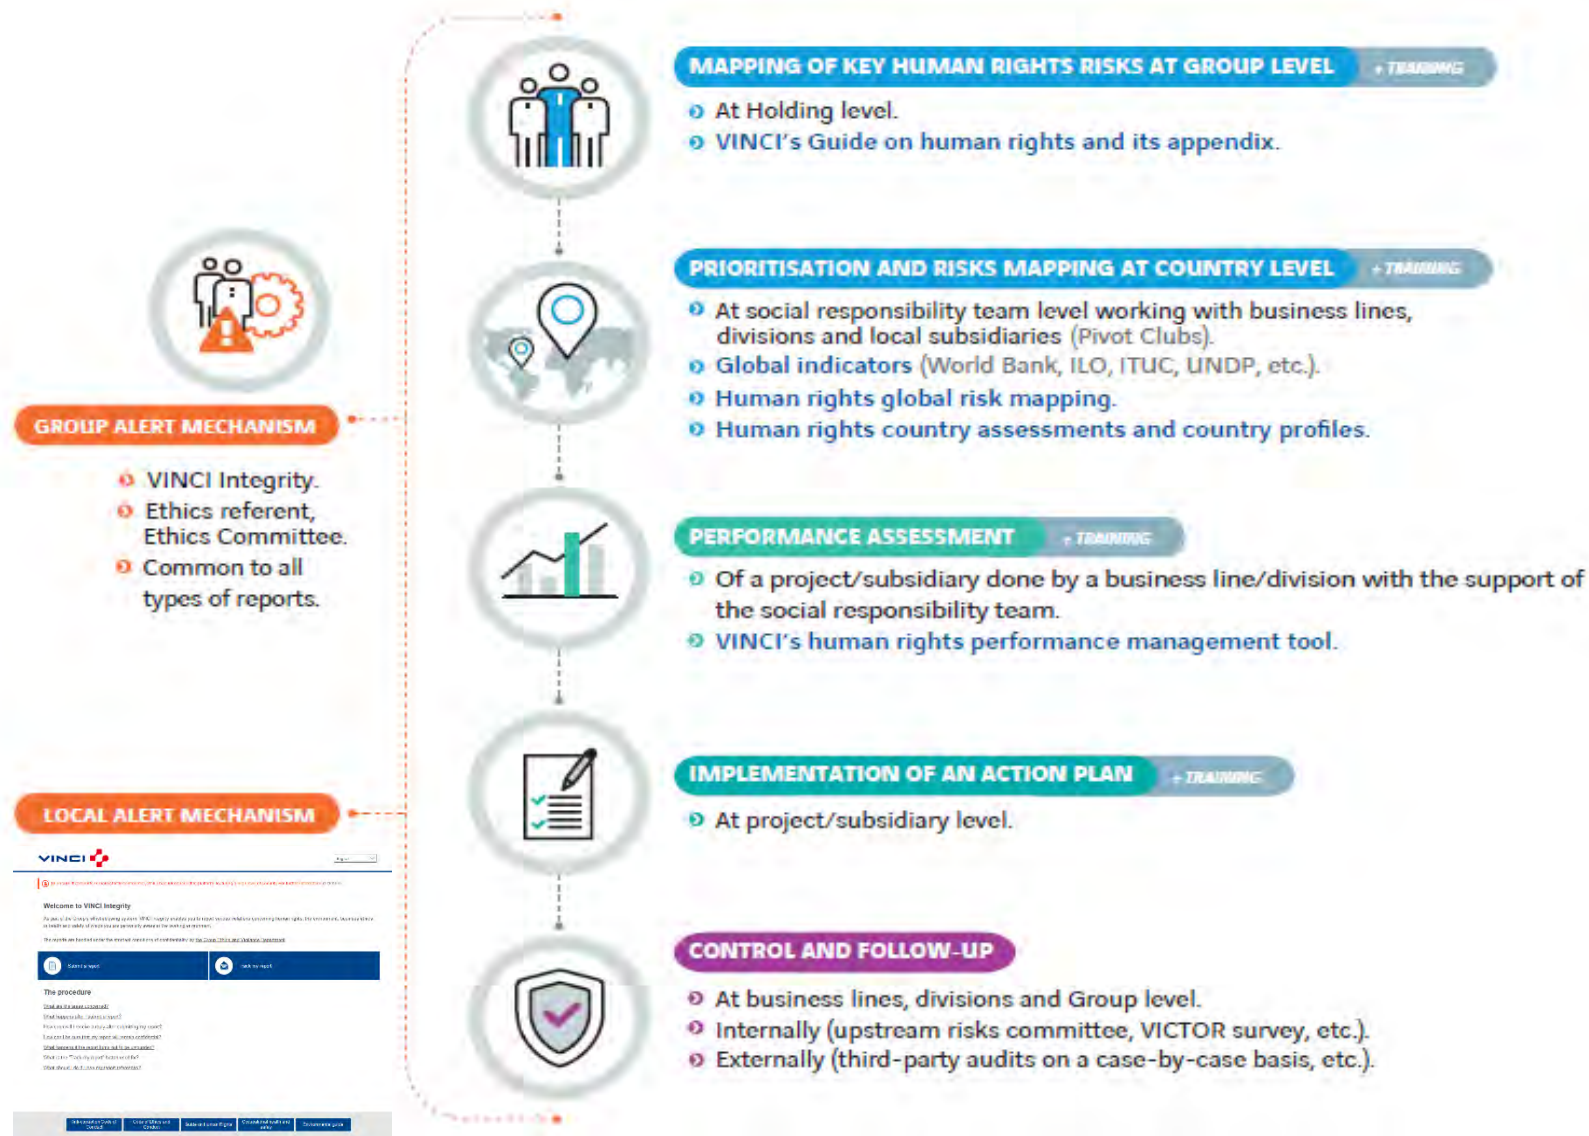 MAPPING OF KEY HUMAN RIGHTS RISKS AT GROUP LEVEL + TRAINING
At Holding level.
VINCI's Guide on human rights and its appendix.
PRIORITISATION AND RISKS MAPPING AT COUNTRY LEVEL + TRAINING
At social responsibility team level working with business lines,
divisions and local subsidiaries (Pivot Clubs).
Global indicators (World Bank, ILO, ITUC, UNDP, etc.).
Human rights global risk mapping.
Human rights country assessments and country profiles.
GROUP ALERT MECHANISM
VINCI Integrity.
Ethics referent,
Ethics Committee.
Common to all
types of reports.
PERFORMANCE ASSESSMENT + TRAINING
Of a project/subsidiary done by a business line/division with the support of
the social responsibility team.
VINCI's human rights performance management tool.
IMPLEMENTATION OF AN ACTION PLAN + TRAINING
At project/subsidiary level.
LOCAL ALERT MECHANISM
VINCI
Welcome to VINCI Integrity
Submit a report
Track my report
The procedure
CONTROL AND FOLLOW-UP
At business lines, divisions and Group level.
Internally (upstream risks committee, VICTOR survey, etc.).
Externally (third-party audits on a case-by-case basis, etc.).